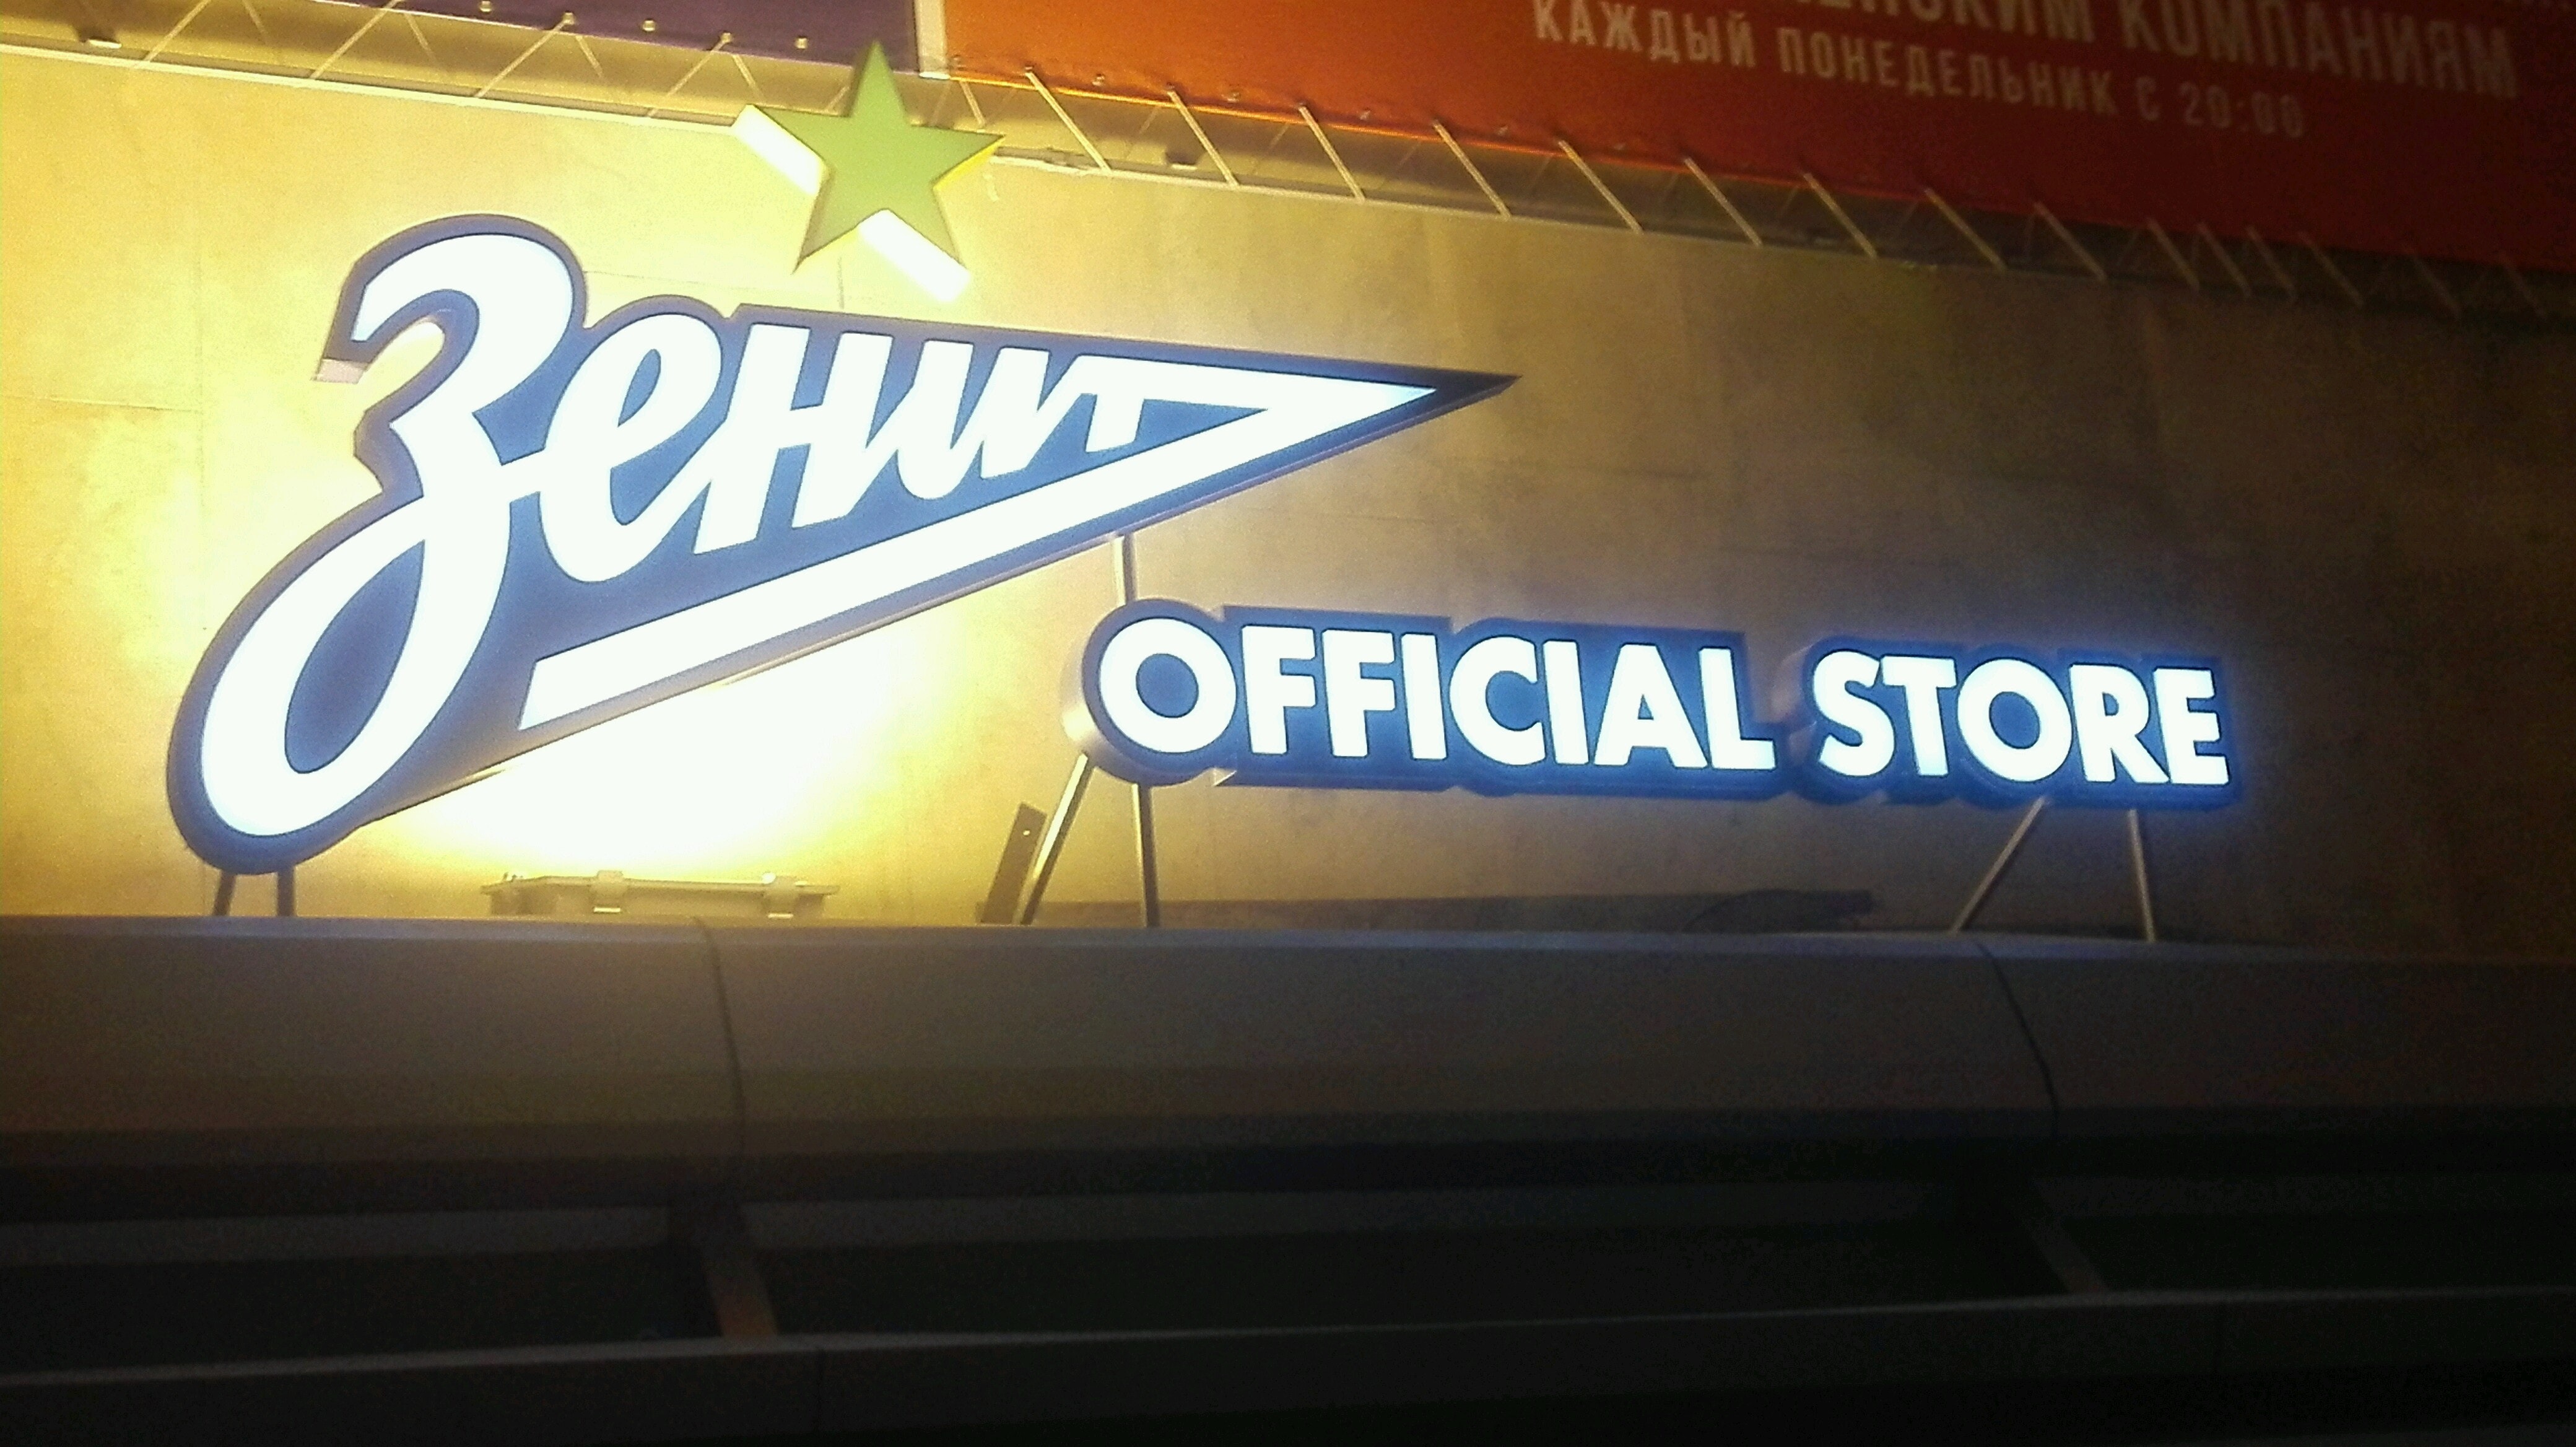 КОМПАНИЯМ
КАЖДЫЙ ПОНЕДЕЛЬНИК С 20:00
Зенит
OFFICIAL STORE